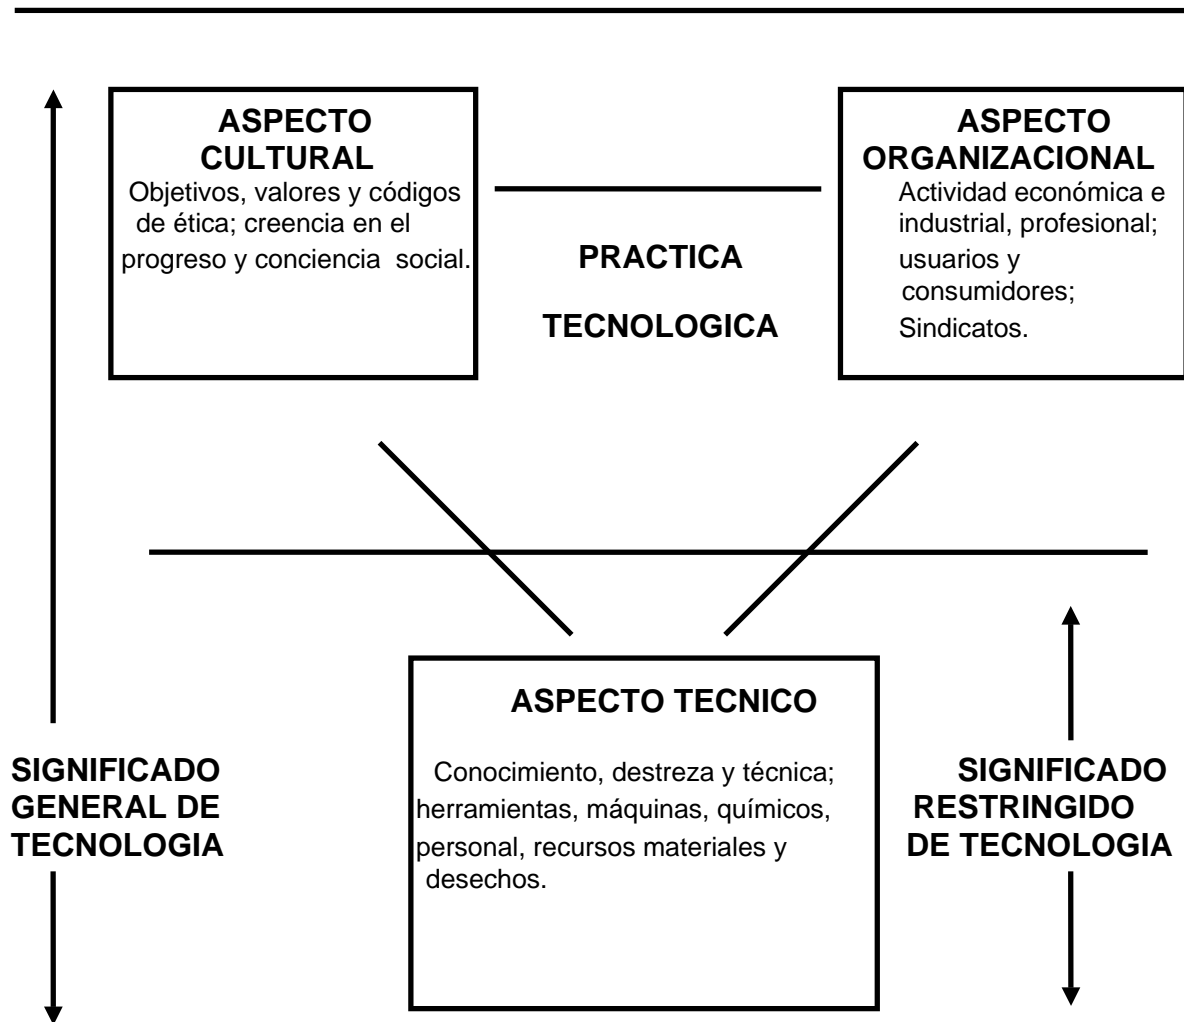 ASPECTO
CULTURAL
Objetivos, valores y códigos
de ética; creencia en el
progreso y conciencia social.
PRACTICA
TECNOLOGICA
ASPECTO
ORGANIZACIONAL
Actividad económica e
industrial, profesional;
usuarios y
consumidores;
Sindicatos.
ASPECTO TECNICO
Conocimiento, destreza y técnica;
herramientas, máquinas, químicos,
personal, recursos materiales y
desechos.
SIGNIFICADO
GENERAL DE
TECNOLOGIA
SIGNIFICADO
RESTRINGIDO
DE TECNOLOGIA